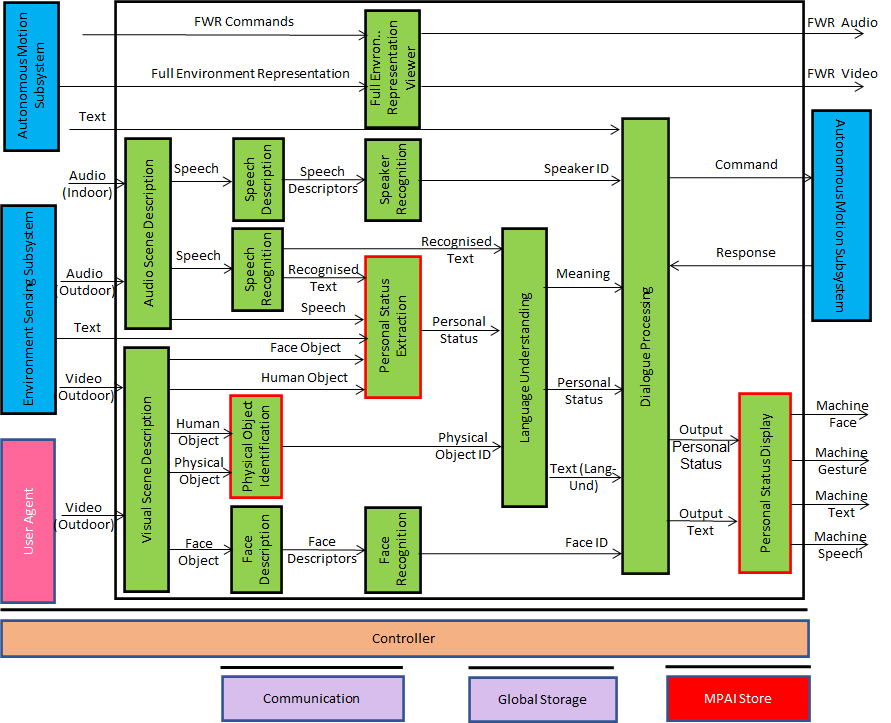 FWR Commands
FWR Audio
Autonomous Motion
Subsystem
Full Environment Representation
Full Environ..
Representation
Viewer
FWR Video
Text
Audio
(Indoor)
Audio Scene Description
Speech
Speech
Description
Speech
Descriptors
Speaker
Recognition
Speaker ID
Command
Autonomous Motion Subsystem
Environment Sensing Subsystem
Audio
(Outdoor)
Speech
Speech
Recognition
Recognised
Text
Recognised
Text
Speech
Personal Status
Extraction
Personal
Status
Language Understanding
Meaning
Dialogue Processing
Response
Text
Face Object
Human Object
Video
(Outdoor)
Visual Scene Description
Human
Object
Physical
Object
Physical Object
Identification
Physical
Object ID
Personal
Status
Text (Lang-
Und)
Output
Personal
Status
Output
Text
Personal Status Display
Machine
Face
Machine
Gesture
Machine
Text
Machine
Speech
User Agent
Video
(Outdoor)
Face
Object
Face
Description
Face
Descriptors
Face
Recognition
Face ID
Controller
Communication
Global Storage
MPAI Store